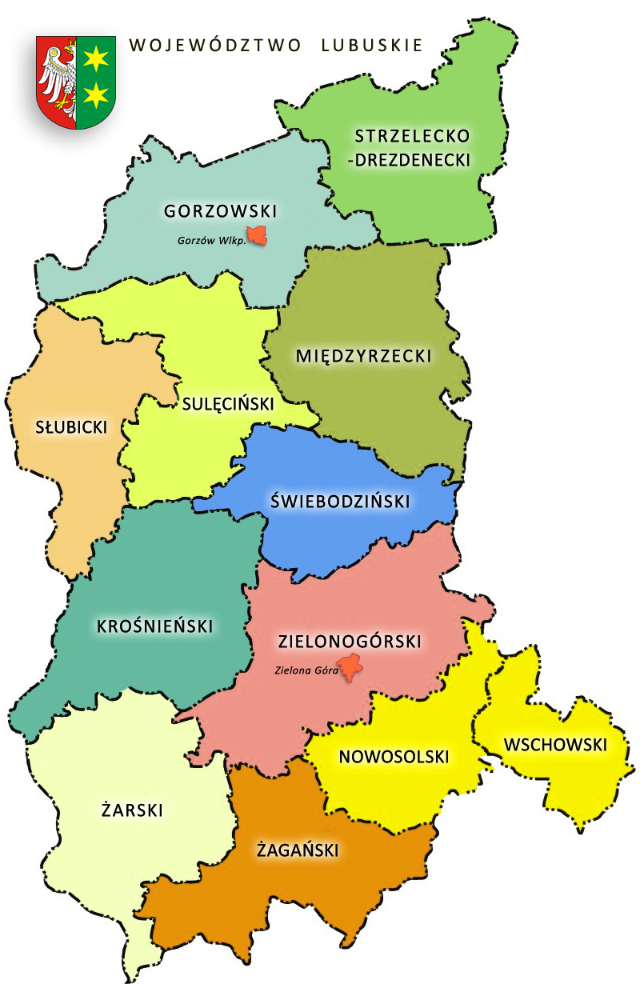 WOJEWÓDZTWO LUBUSKIE
STRZELECKO
-DREZDENECKI
GORZOWSKI
Gorzów Wlkp.
MIĘDZYRZECKI
SULĘCIŃSKI
SŁUBICKI
ŚWIEBODZIŃSKI
KROŚNIEŃSKI
ZIELONOGÓRSKI
Zielona Góra
WSCHOWSKI
NOWOSOLSKI
ŻARSKI
ŻAGAŃSKI